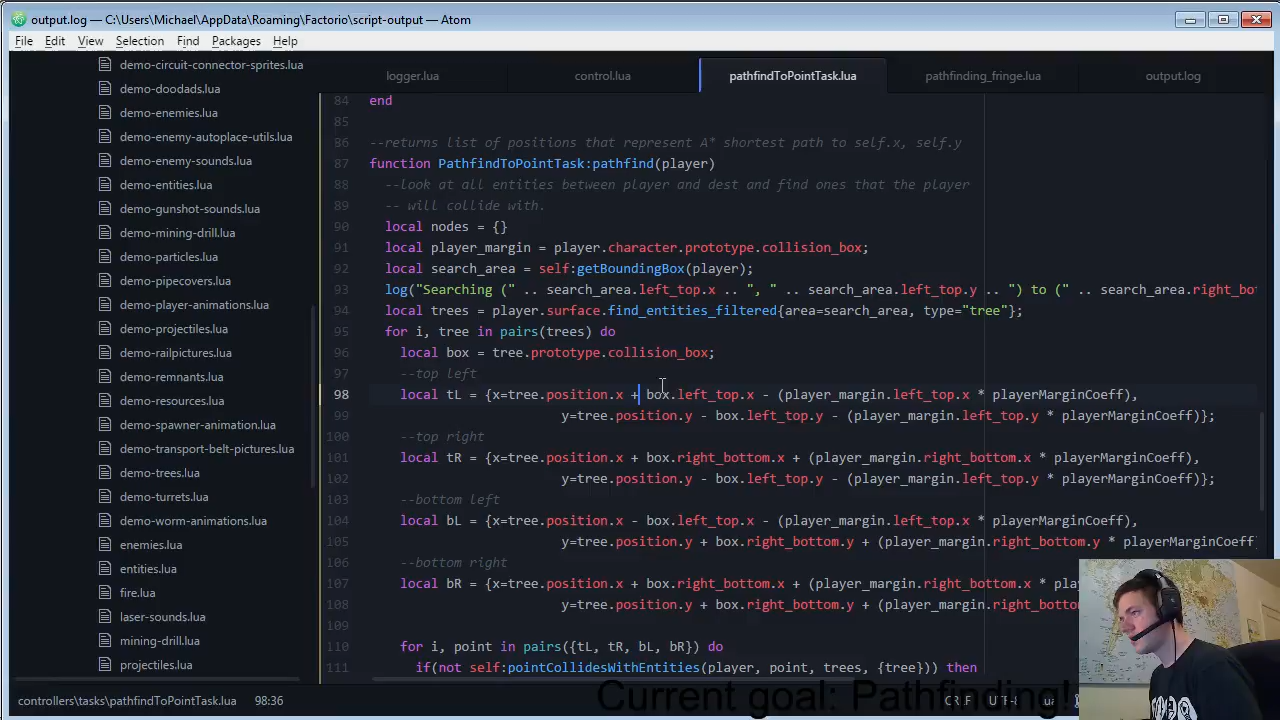 output.log — C:\Users\Michael\AppData\Roaming\Factorio\script-output — Atom
File Edit View Selection Find Packages Help
demo-circuit-connector-sprites.lua
demo-doodads.lua
demo-enemies.lua
demo-enemy-autoplace-utils.lua
demo-enemy-sounds.lua
demo-entities.lua
demo-gunshot-sounds.lua
demo-mining-drill.lua
demo-particles.lua
demo-pipecovers.lua
demo-player-animations.lua
demo-projectiles.lua
demo-railpictures.lua
demo-remnants.lua
demo-resources.lua
demo-spawner-animation.lua
demo-transport-belt-pictures.lua
demo-trees.lua
demo-turrets.lua
demo-worm-animations.lua
enemies.lua
entities.lua
fire.lua
laser-sounds.lua
mining-drill.lua
projectiles.lua
logger.lua control.lua pathfindToPointTask.lua pathfinding_fringe.lua output.log
84 end
85
86 --returns list of positions that represent A* shortest path to self.x, self.y
87 function PathfindToPointTask:pathfind(player)
88 --look at all entities between player and dest and find ones that the player
89 -- will collide with.
90 local nodes = {}
91 local player_margin = player.character.prototype.collision_box;
92 local search_area = self:getBoundingBox(player);
93 log("Searching (" .. search_area.left_top.x .. ", " .. search_area.left_top.y .. ") to (" .. search_area.right_bot
94 local trees = player.surface.find_entities_filtered{area=search_area, type="tree"};
95 for i, tree in pairs(trees) do
96 local box = tree.prototype.collision_box;
97 --top left
98 local tL = {x=tree.position.x + box.left_top.x - (player_margin.left_top.x * playerMarginCoeff),
99 y=tree.position.y - box.left_top.y - (player_margin.left_top.y * playerMarginCoeff)};
100 --top right
101 local tR = {x=tree.position.x + box.right_bottom.x + (player_margin.right_bottom.x * playerMarginCoeff),
102 y=tree.position.y - box.left_top.y - (player_margin.left_top.y * playerMarginCoeff)};
103 --bottom left
104 local bL = {x=tree.position.x - box.left_top.x - (player_margin.left_top.x * playerMarginCoeff),
105 y=tree.position.y + box.right_bottom.y + (player_margin.right_bottom.y * playerMarginCoeff)
106 --bottom right
107 local bR = {x=tree.position.x + box.right_bottom.x + (player_margin.right_bottom.x * pl
108 y=tree.position.y + box.right_bottom.y + (player_margin.right_bottom
109
110 for i, point in pairs({tL, tR, bL, bR}) do
111 if(not self:pointCollidesWithEntities(player, point, trees, {tree})) then
Current goal: Pathfinding!
controllers\tasks\pathfindToPointTask.lua 98:36 CRLF UTF-8